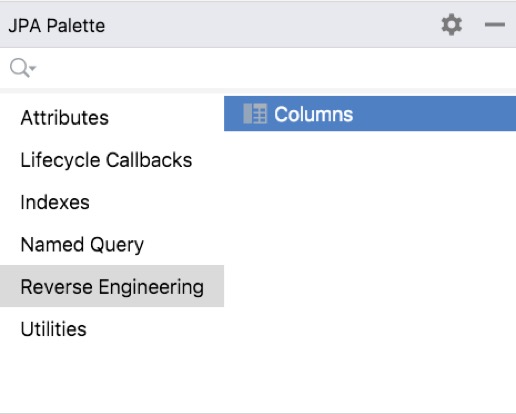 JPA Palette
Attributes
Columns
Lifecycle Callbacks
Indexes
Named Query
Reverse Engineering
Utilities